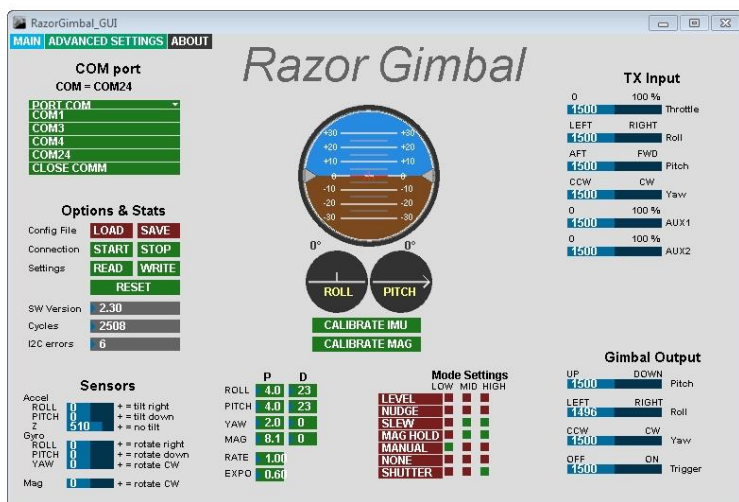 RazorGimbal_GUI
MAIN ADVANCED SETTINGS ABOUT
Razor Gimbal
COM port
COM = COM24
PORT COM
COM1
COM3
COM4
COM24
CLOSE COMM
Options & Stats
Config File LOAD SAVE
Connection START STOP
Settings READ WRITE
RESET
SW Version 2.30
Cycles 2508
I2C errors 6
Sensors
Accel
ROLL 0 + = tilt right
PITCH 0 + = tilt down
Z 510 + = no tilt
Gyro
ROLL 0 + = rotate right
PITCH 0 + = rotate down
YAW 0 + = rotate CW
Mag 0 + = rotate CW
+30 +30
+20 +20
+10 +10
0 0
-10 -10
-20 -20
-30 -30
0° 0°
ROLL PITCH
CALIBRATE IMU
CALIBRATE MAG
P D
ROLL 4.0 23
PITCH 4.0 23
YAW 2.0 0
MAG 8.1 0
RATE 1.00
EXPO 0.60
Mode Settings
LOW MID HIGH
LEVEL
NUDGE
SLEW
MAG HOLD
MANUAL
NONE
SHUTTER
TX Input
0 100 %
1500 Throttle
LEFT RIGHT
1500 Roll
AFT FWD
1500 Pitch
CCW CW
1500 Yaw
0 100 %
1500 AUX1
0 100 %
1500 AUX2
Gimbal Output
UP DOWN
1500 Pitch
LEFT RIGHT
1496 Roll
CCW CW
1500 Yaw
OFF ON
1500 Trigger